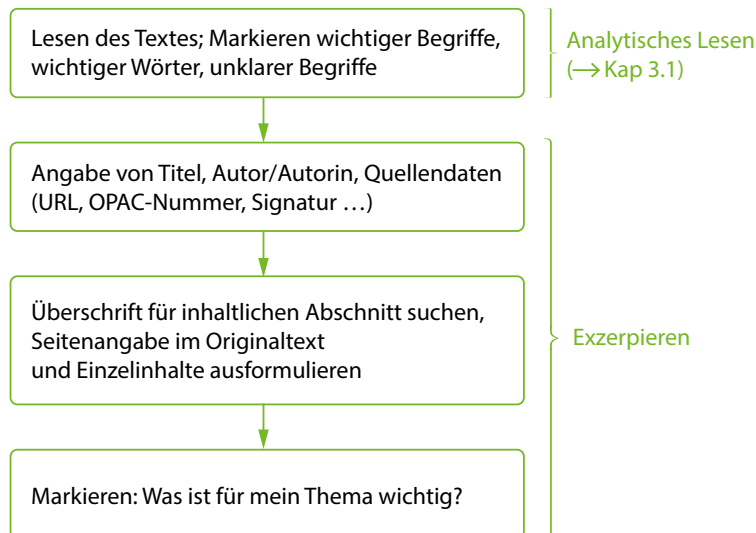 Lesen des Textes; Markieren wichtiger Begriffe,
wichtiger Wörter, unklarer Begriffe
Analytisches Lesen
(→ Kap 3.1)
Angabe von Titel, Autor/Autorin, Quellendaten
(URL, OPAC-Nummer, Signatur …)
Überschrift für inhaltlichen Abschnitt suchen,
Seitenangabe im Originaltext
und Einzelinhalte ausformulieren
Exzerpieren
Markieren: Was ist für mein Thema wichtig?